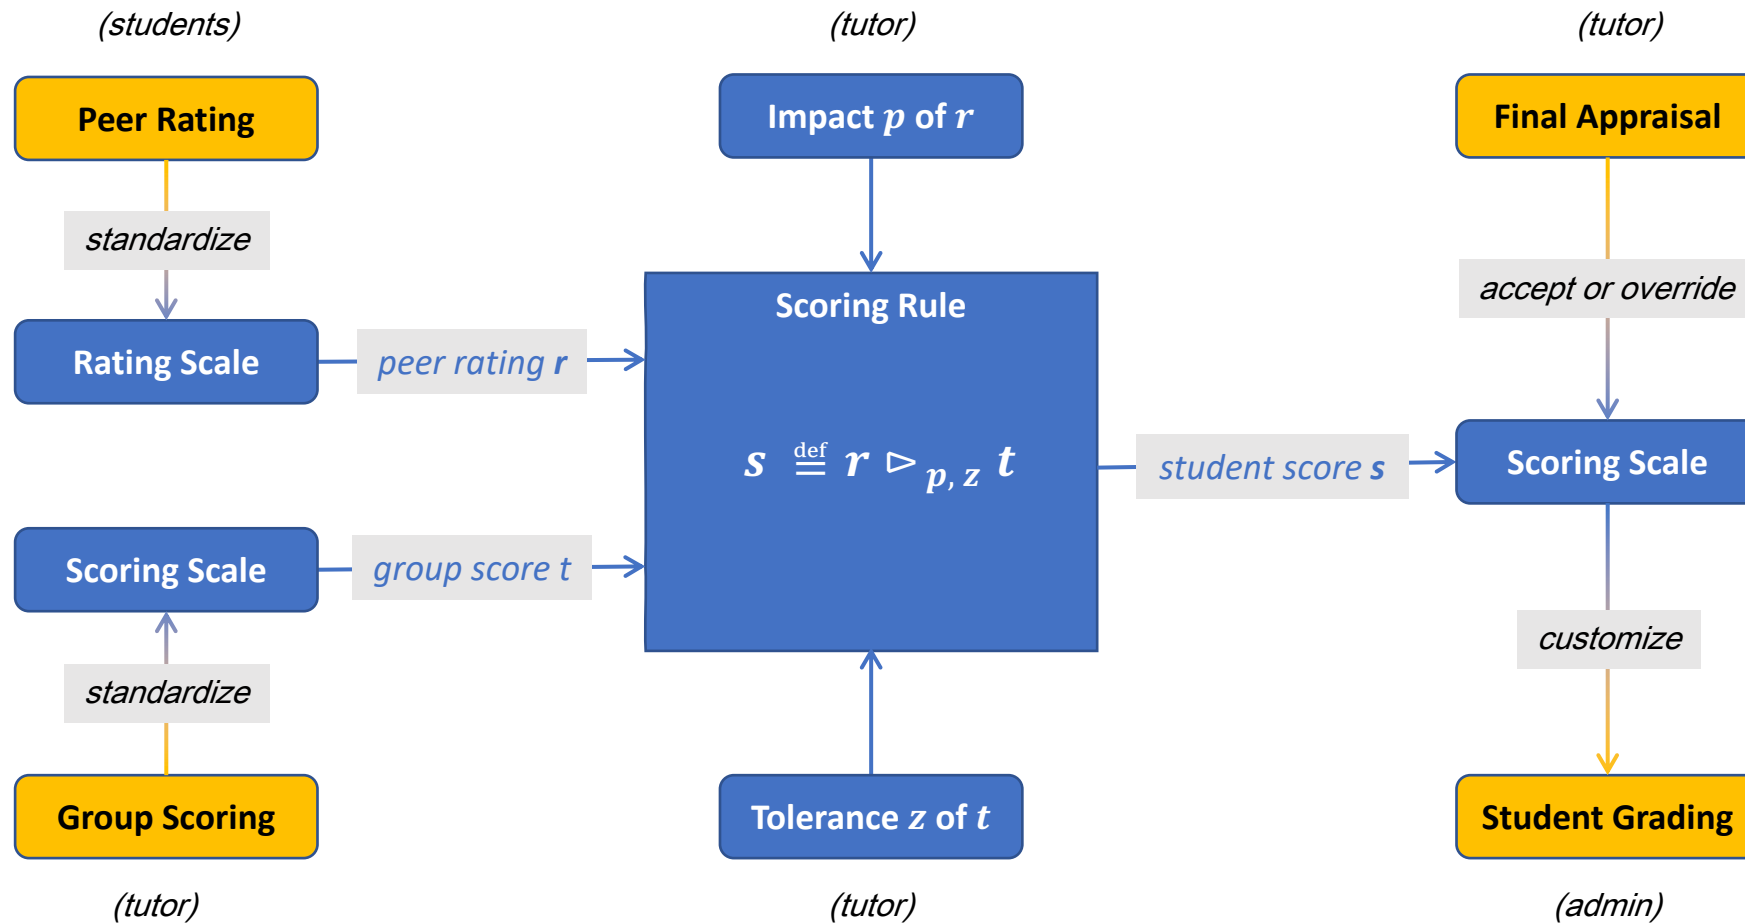 (students)
(tutor)
(tutor)
Peer Rating
Impact p of r
Final Appraisal
standardize
accept or override
Scoring Rule
Rating Scale
peer rating r
s ≝ r ⊳ p, z t
student score s
Scoring Scale
Scoring Scale
group score t
customize
standardize
Group Scoring
Tolerance z of t
Student Grading
(tutor)
(tutor)
(admin)